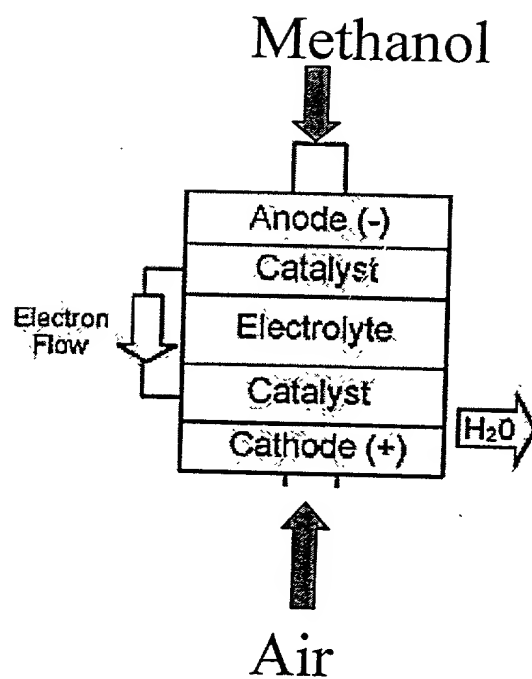 Methanol
Anode (-)
Catalyst
Electron
Flow
Electrolyte
Catalyst
Cathode (+)
H₂0
Air